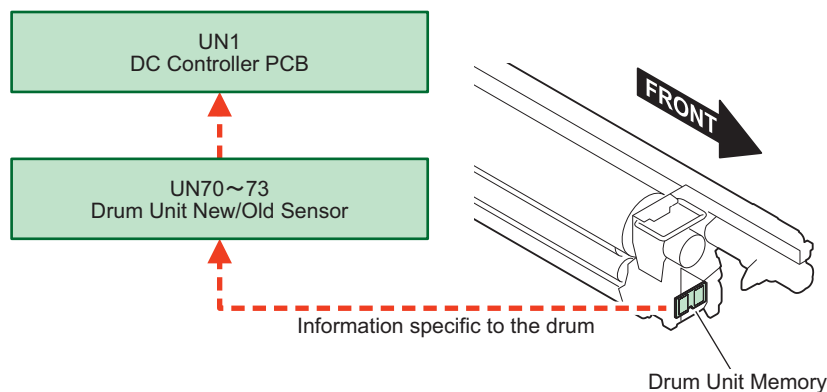 UN1
DC Controller PCB
FRONT
UN70～73
Drum Unit New/Old Sensor
Information specific to the drum
Drum Unit Memory